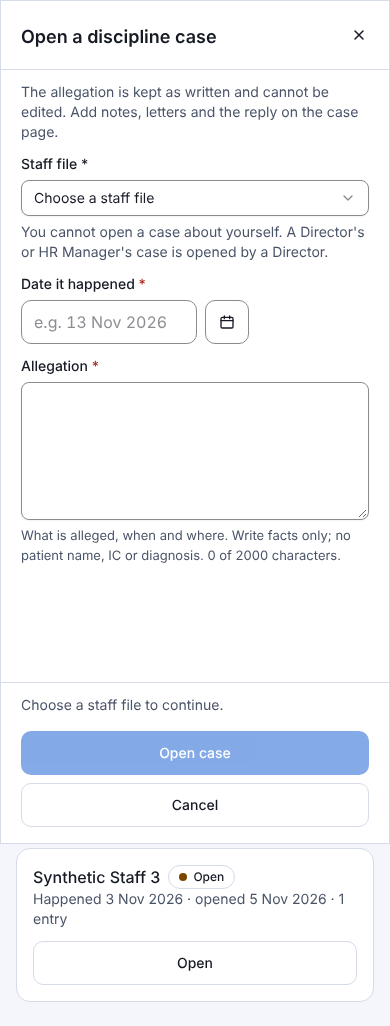 Open a discipline case
The allegation is kept as written and cannot be
edited. Add notes, letters and the reply on the case
page.
Staff file *
Choose a staff file
You cannot open a case about yourself. A Director's
or HR Manager's case is opened by a Director.
Date it happened *
e.g. 13 Nov 2026
Allegation *
What is alleged, when and where. Write facts only; no
patient name, IC or diagnosis. 0 of 2000 characters.
Choose a staff file to continue.
Open case
Cancel
Synthetic Staff 3 Open
Happened 3 Nov 2026 · opened 5 Nov 2026 · 1
entry
Open